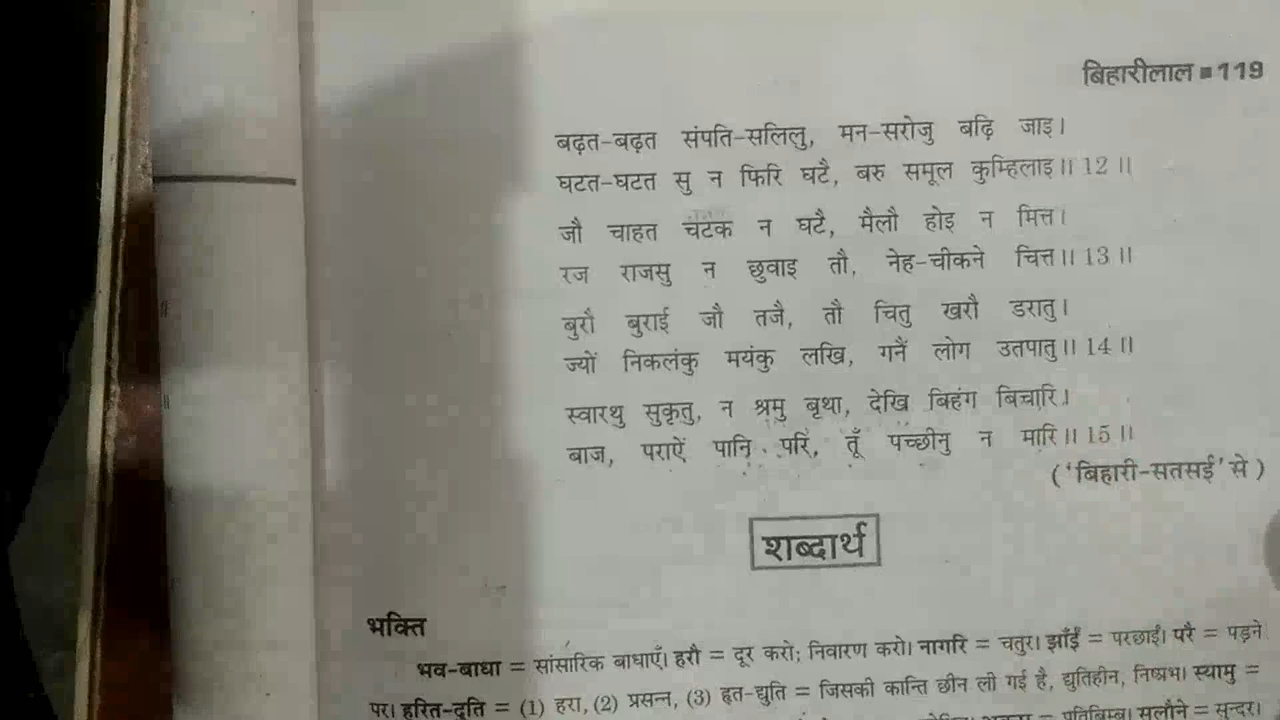 बिहारीलाल ■ 119
बढ़त-बढ़त संपति-सलिलु, मन-सरोजु बढ़ि जाइ।
घटत-घटत सु न फिरि घटै, बरु समूल कुम्हिलाइ॥ 12 ॥
जौ चाहत चटक न घटै, मैलौ होइ न मित्त।
रज राजसु न छुवाइ तौ, नेह-चीकने चित्त॥ 13 ॥
बुरौ बुराई जौ तजै, तौ चितु खरौ डरातु।
ज्यों निकलंकु मयंकु लखि, गनैं लोग उतपातु॥ 14 ॥
स्वारथु सुकृतु, न श्रमु बृथा, देखि बिहंग बिचारि।
बाज, पराऐं पानि परि, तूँ पच्छीनु न मारि॥ 15 ॥
('बिहारी-सतसई' से )
शब्दार्थ
भक्ति
भव-बाधा = सांसारिक बाधाएँ। हरौ = दूर करो; निवारण करो। नागरि = चतुर। झाँईं = परछाईं। परै = पड़ने
पर। हरित-दुति = (1) हरा, (2) प्रसन्न, (3) हृत-द्युति = जिसकी कान्ति छीन ली गई है, द्युतिहीन, निष्प्रभ। स्यामु =
प्रतिबिम्ब। सलौने = सुन्दर।